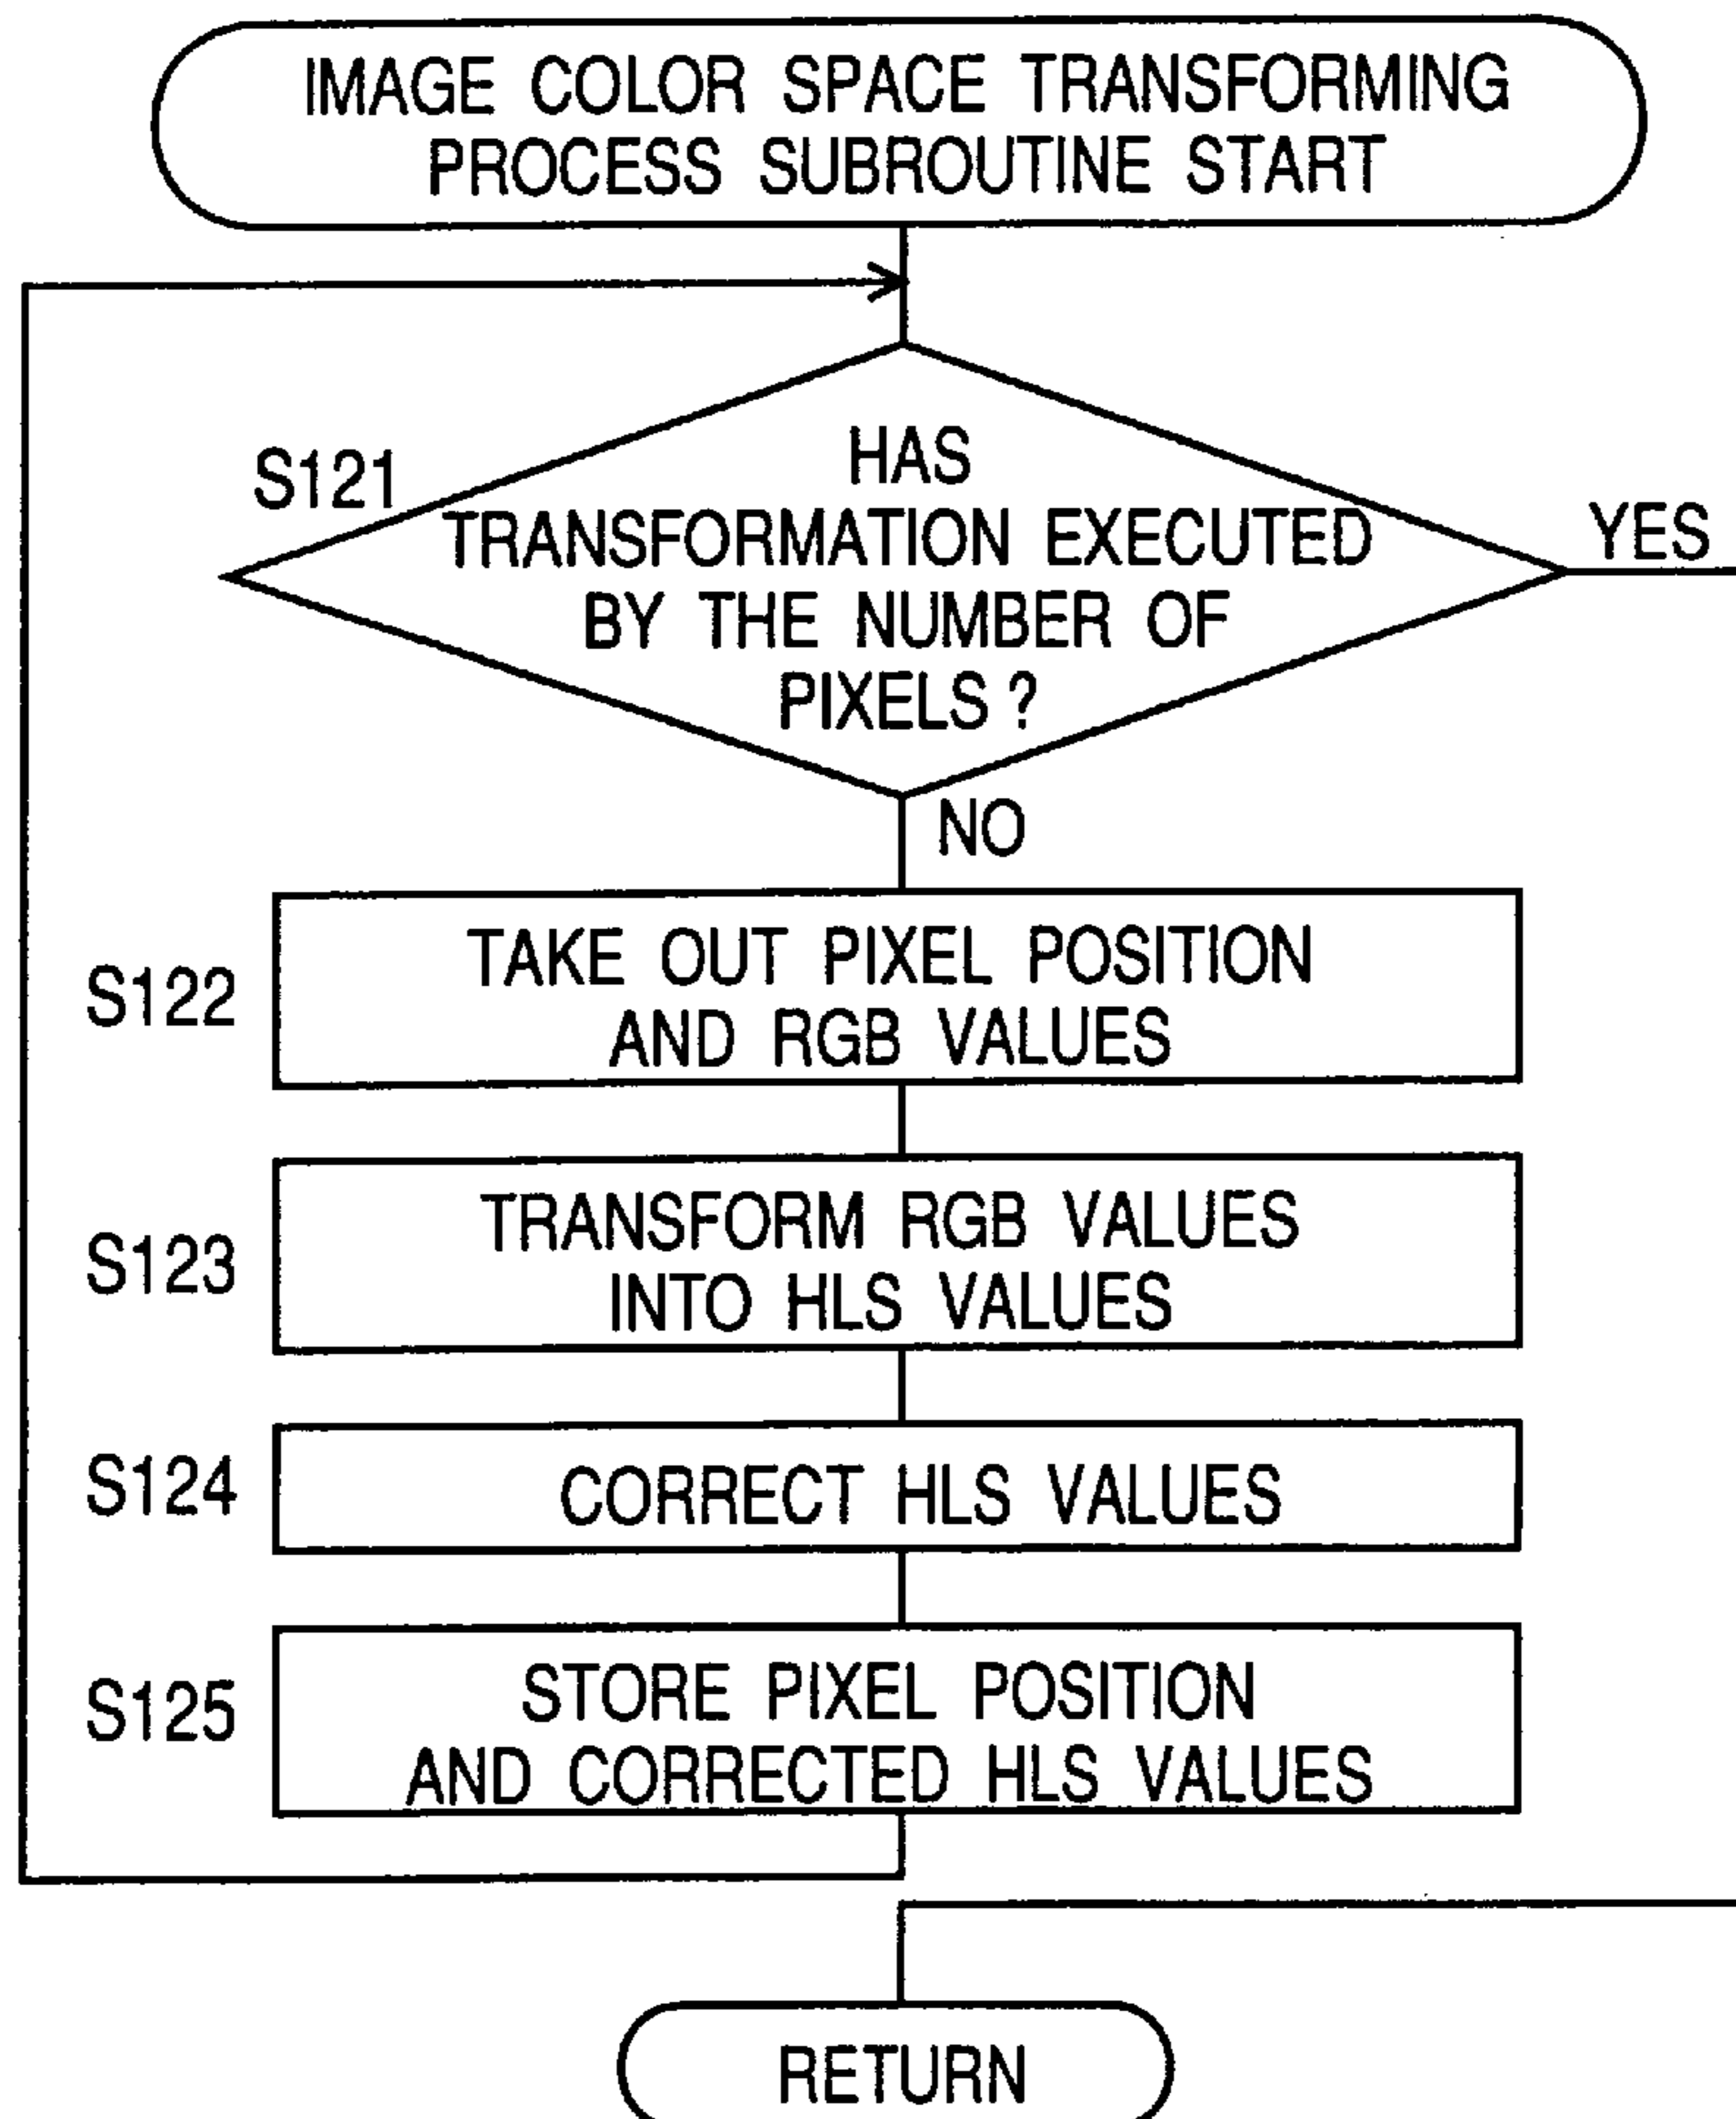 IMAGE COLOR SPACE TRANSFORMING
PROCESS SUBROUTINE START
S121
HAS
TRANSFORMATION EXECUTED
BY THE NUMBER OF
PIXELS ?
YES
NO
S122
TAKE OUT PIXEL POSITION
AND RGB VALUES
S123
TRANSFORM RGB VALUES
INTO HLS VALUES
S124
CORRECT HLS VALUES
S125
STORE PIXEL POSITION
AND CORRECTED HLS VALUES
RETURN